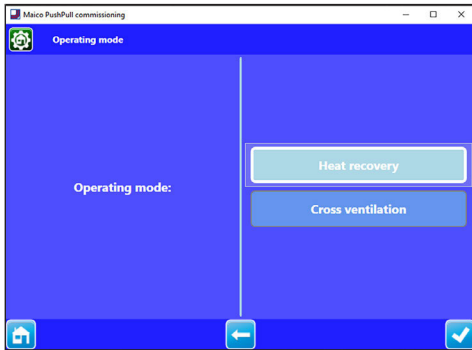 Maico PushPull commissioning
Operating mode
Operating mode:
Heat recovery
Cross ventilation